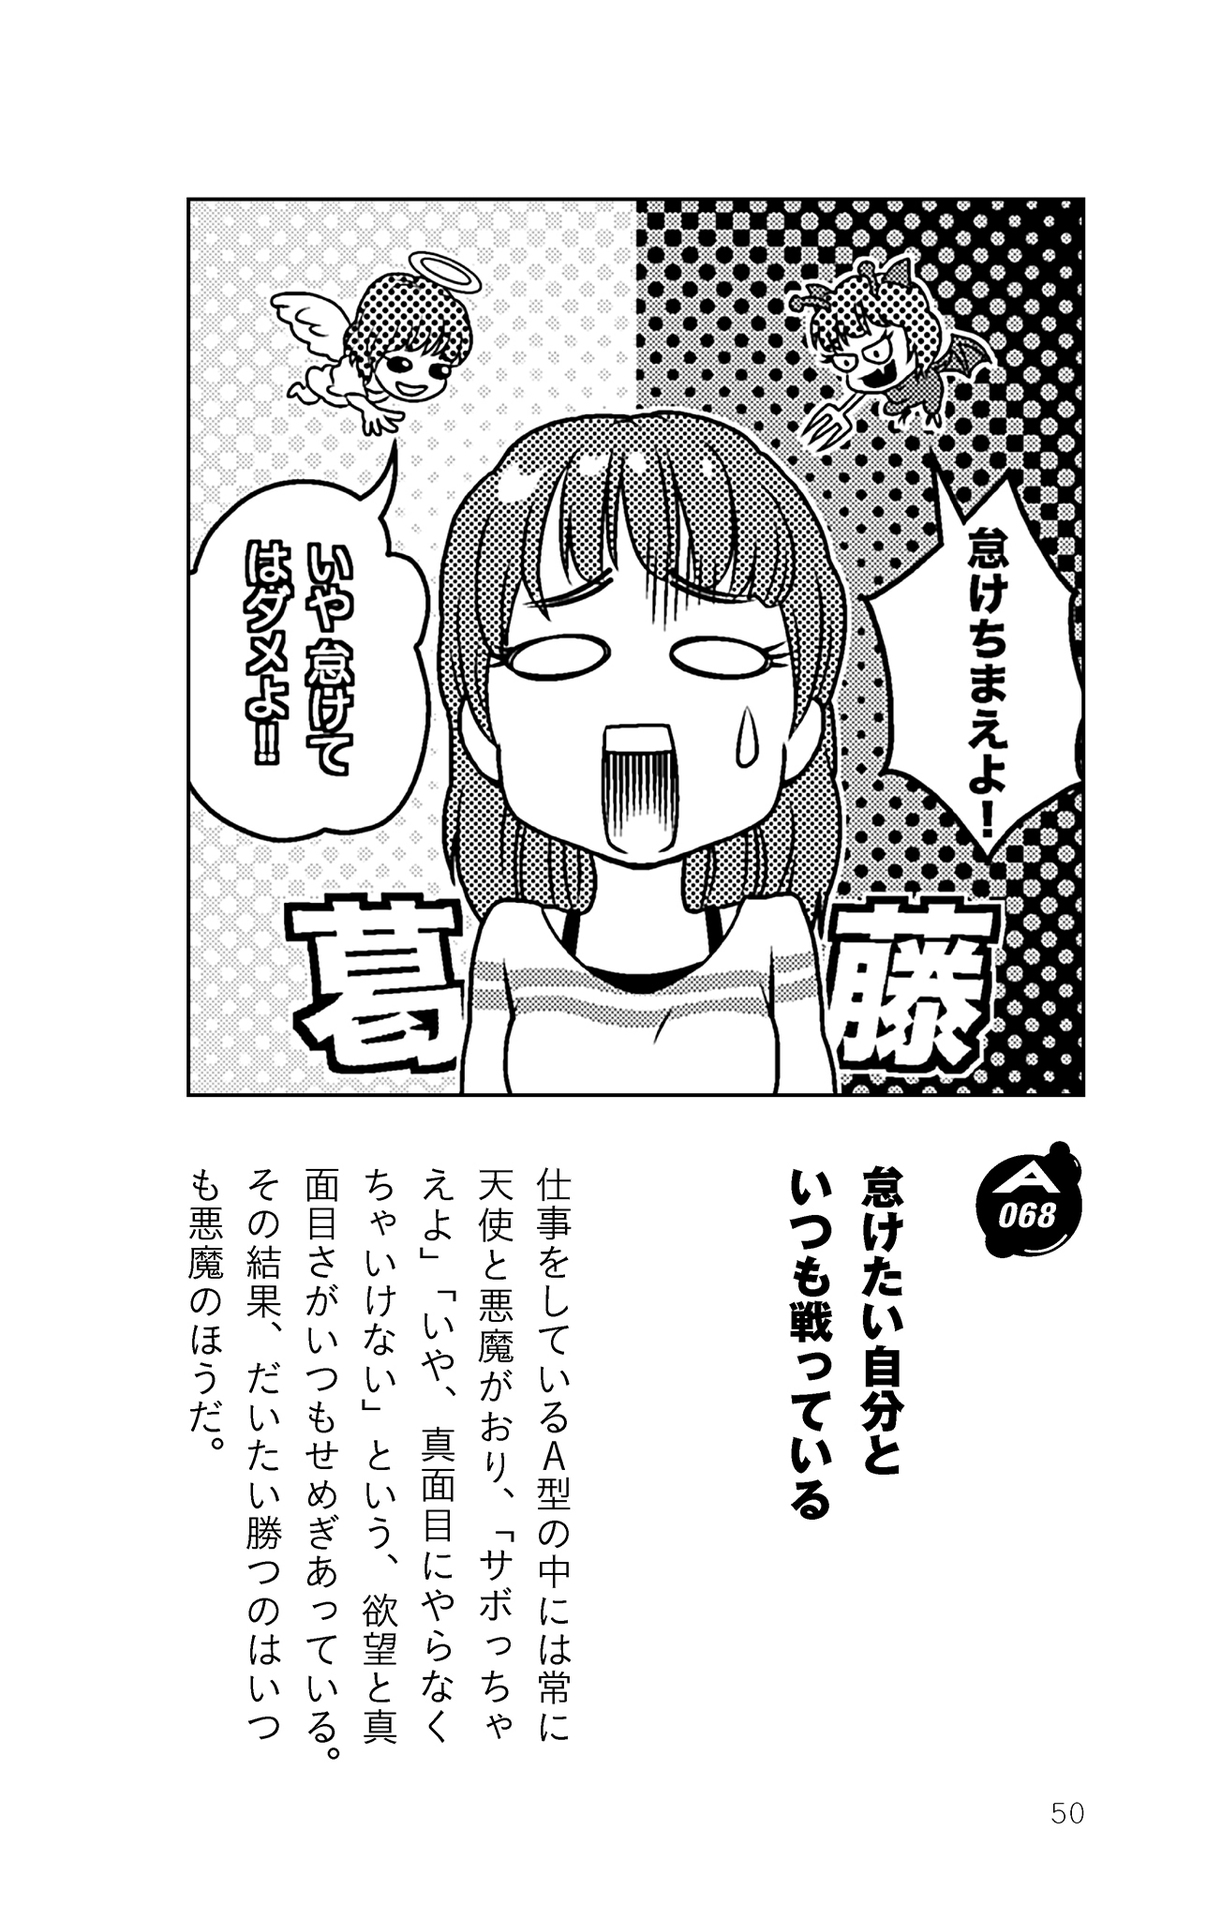 怠けちまえよ!
いや怠けて
はダメよ!!!
葛藤
A
068
怠けたい自分と
いつも戦っている
仕事をしているA型の中には常に
天使と悪魔がおり、「サボっちゃ
えよ」「いや、真面目にやらなく
ちゃいけない」という、欲望と真
面目さがいつもせめぎあっている。
その結果、だいたい勝つのはいつ
も悪魔のほうだ。
50